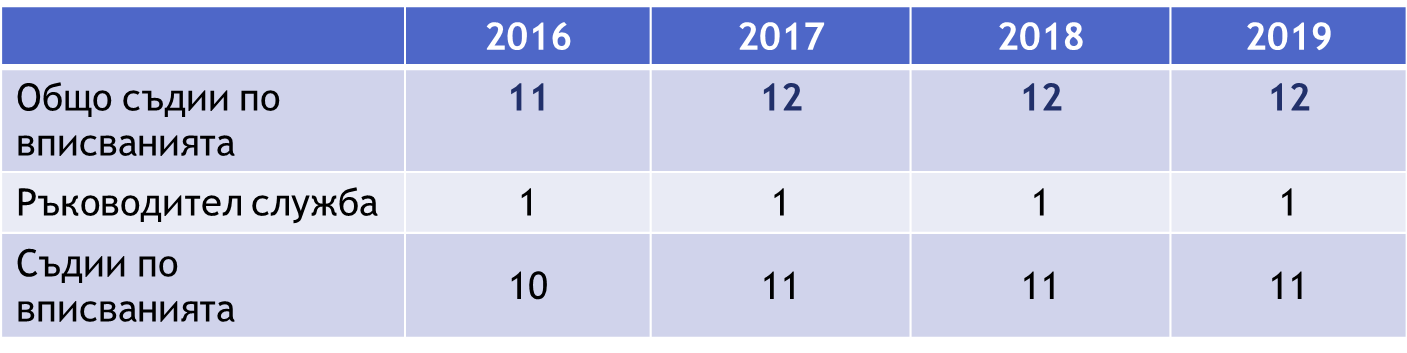 2016 2017 2018 2019
Общо съдии по 11 12 12 12
вписванията
Ръководител служба 1 1 1 1
Съдии по
вписванията 10 11 11 11